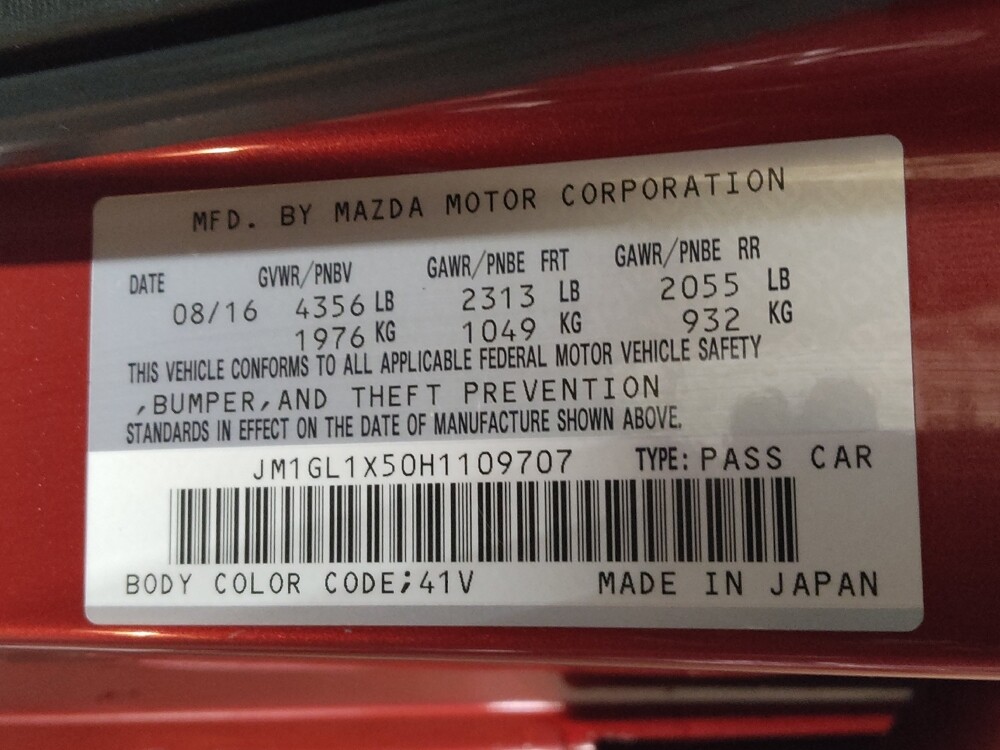 MFD. BY MAZDA MOTOR CORPORATION
DATE GVWR/PNBV GAWR/PNBE FRT GAWR/PNBE RR
08/16 4356 LB 2313 LB 2055 LB
1976 KG 1049 KG 932 KG
THIS VEHICLE CONFORMS TO ALL APPLICABLE FEDERAL MOTOR VEHICLE SAFETY
,BUMPER,AND THEFT PREVENTION
STANDARDS IN EFFECT ON THE DATE OF MANUFACTURE SHOWN ABOVE.
JM1GL1X50H1109707 TYPE: PASS CAR
BODY COLOR CODE;41V MADE IN JAPAN